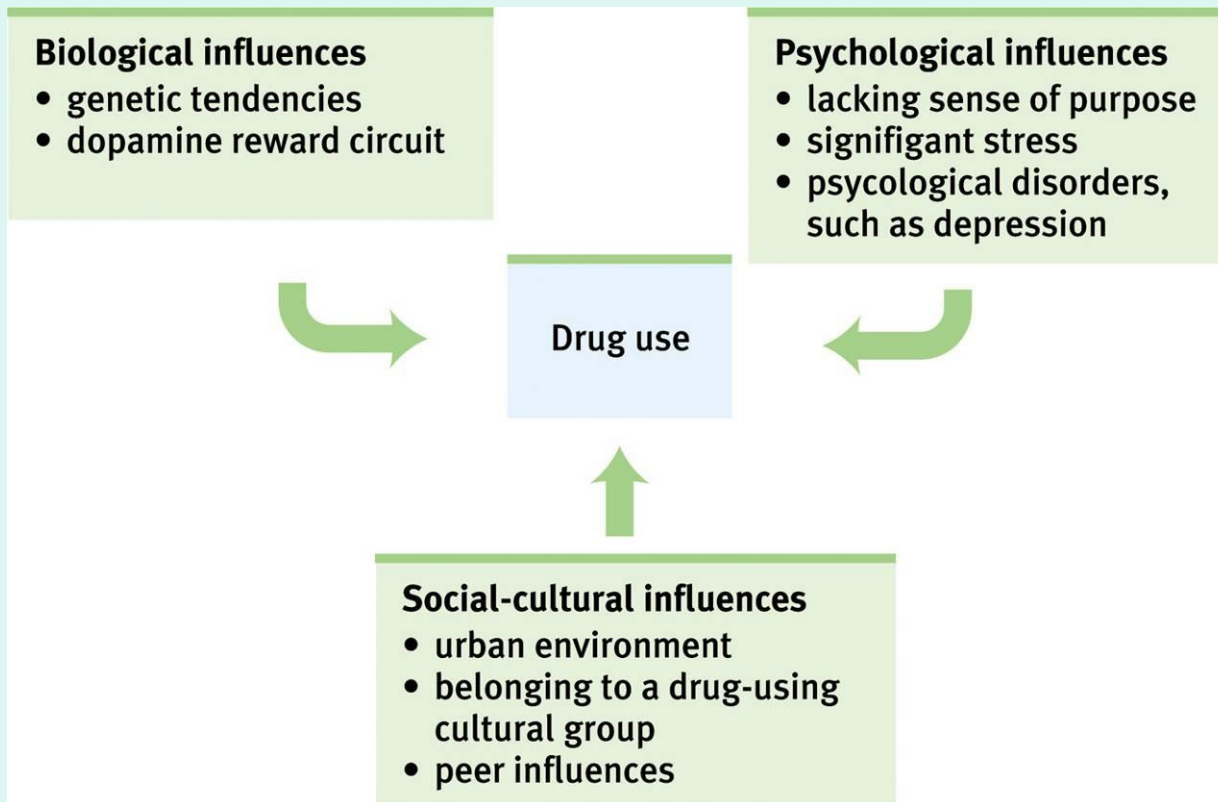 Biological influences
• genetic tendencies
• dopamine reward circuit
Psychological influences
• lacking sense of purpose
• signifigant stress
• psycological disorders,
such as depression
Drug use
Social-cultural influences
• urban environment
• belonging to a drug-using
cultural group
• peer influences